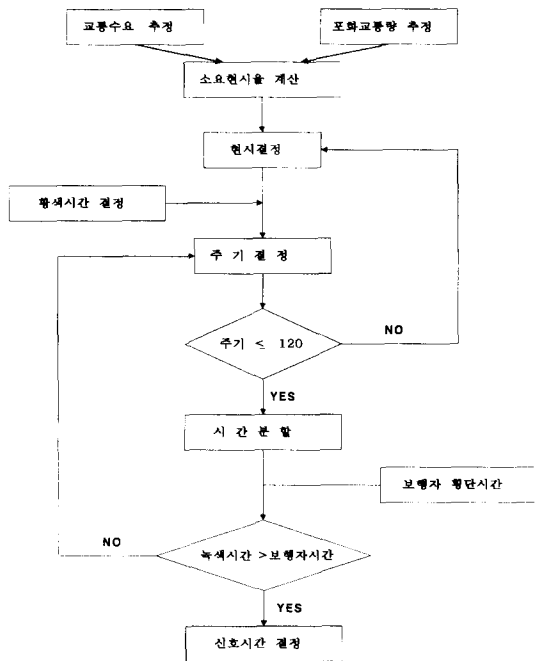 교통수요 추정
포화교통량 추정
소요현시율 계산
현시결정
황색시간 결정
주 기 결 정
주기 ≤ 120
NO
YES
시 간 분 할
보행자 횡단시간
NO
녹색시간 >보행자시간
YES
신호시간 결정